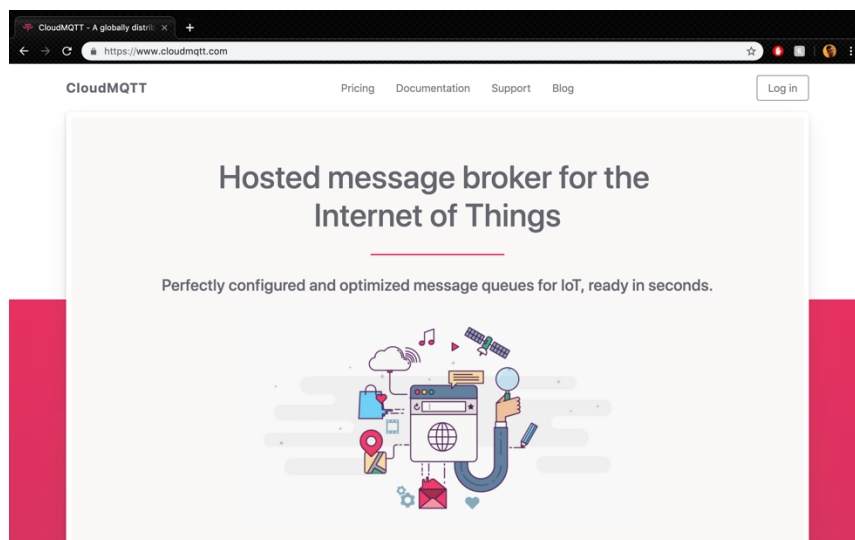 CloudMQTT - A globally distrib
https://www.cloudmqtt.com
CloudMQTT
Pricing
Documentation
Support
Blog
Log in
Hosted message broker for the
Internet of Things
Perfectly configured and optimized message queues for IoT, ready in seconds.